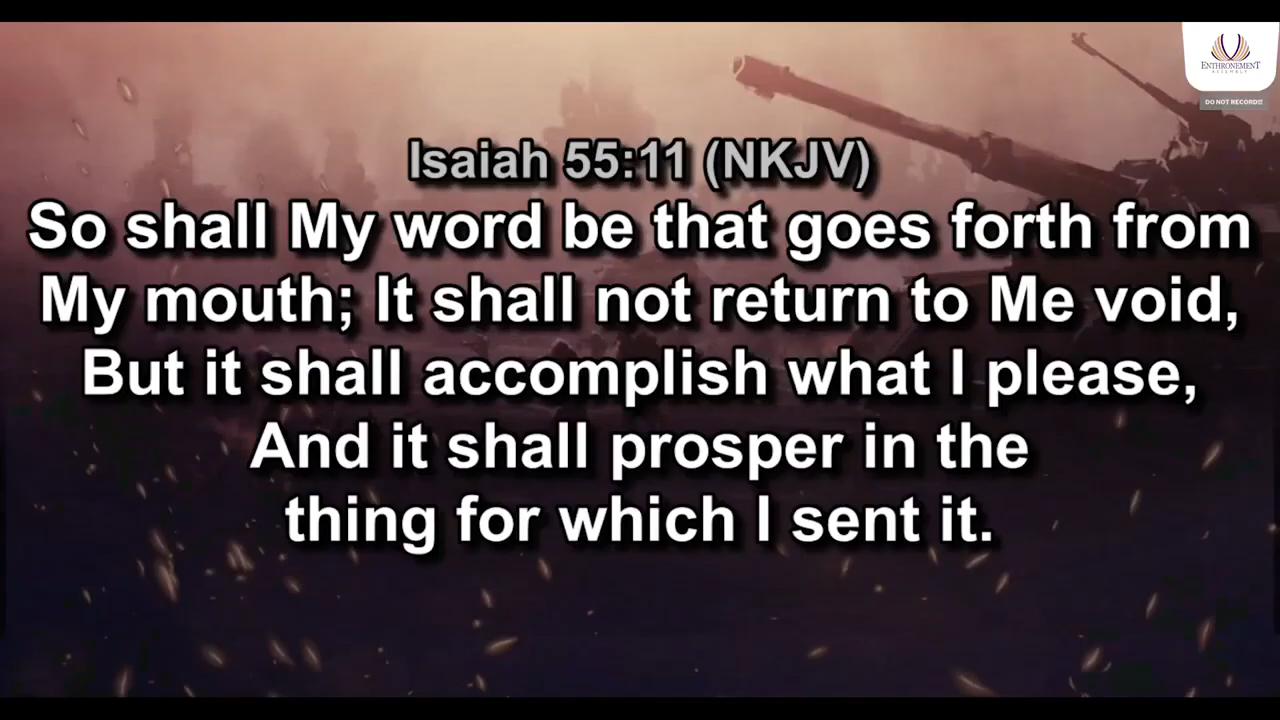 ENTHRONEMENT
ASSEMBLY
DO NOT RECORD!!!
Isaiah 55:11 (NKJV)
So shall My word be that goes forth from
My mouth; It shall not return to Me void,
But it shall accomplish what I please,
And it shall prosper in the
thing for which I sent it.